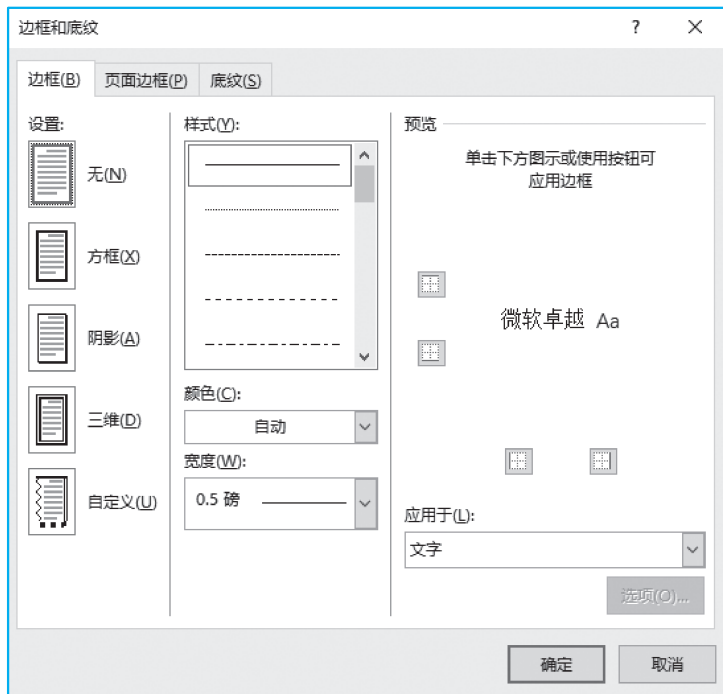 边框和底纹 ? ×
边框(B) 页面边框(P) 底纹(S)
设置:
无(N)
方框(X)
阴影(A)
三维(D)
自定义(U)
样式(Y):
颜色(C):
自动
宽度(W):
0.5 磅
预览
单击下方图示或使用按钮可
应用边框
微软卓越 Aa
应用于(L):
文字
选项(O)...
确定 取消